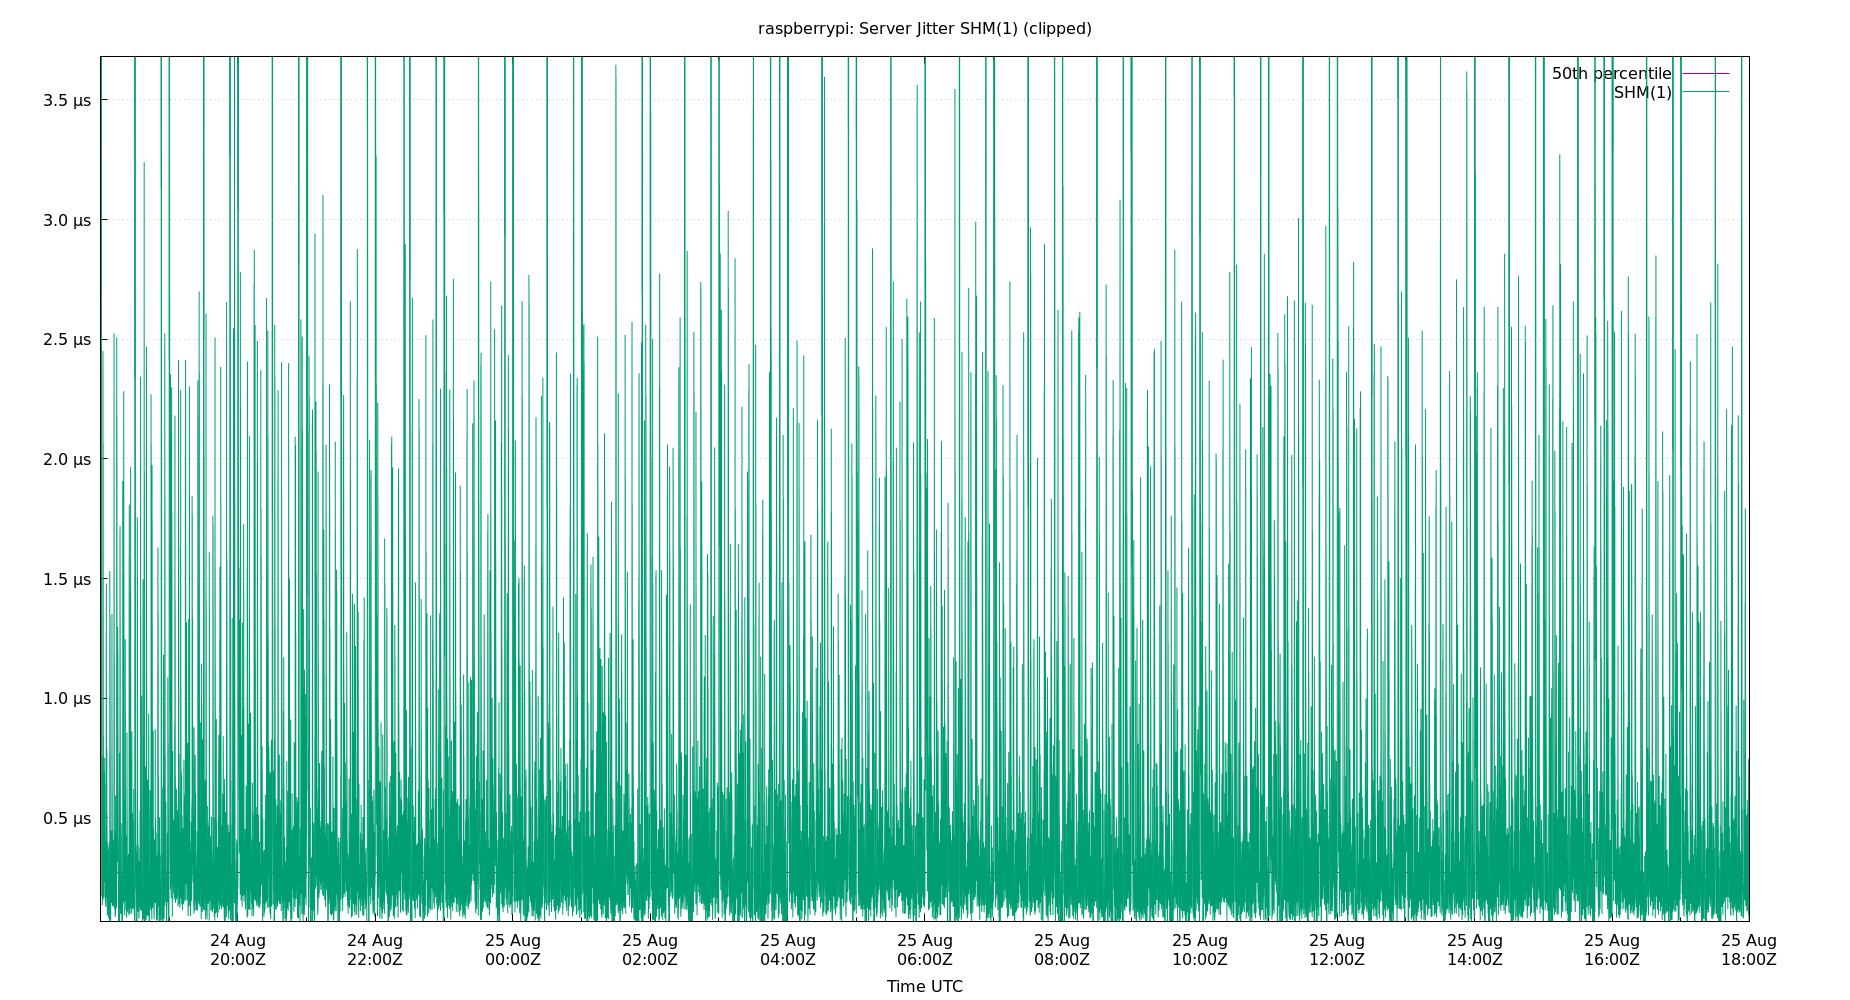 raspberrypi: Server Jitter SHM(1) (clipped)
50th percentile
SHM(1)
3.5 μs
3.0 μs
2.5 μs
2.0 μs
1.5 μs
1.0 μs
0.5 μs
24 Aug 24 Aug 25 Aug 25 Aug 25 Aug 25 Aug 25 Aug 25 Aug 25 Aug 25 Aug 25 Aug 25 Aug
20:00Z 22:00Z 00:00Z 02:00Z 04:00Z 06:00Z 08:00Z 10:00Z 12:00Z 14:00Z 16:00Z 18:00Z
Time UTC